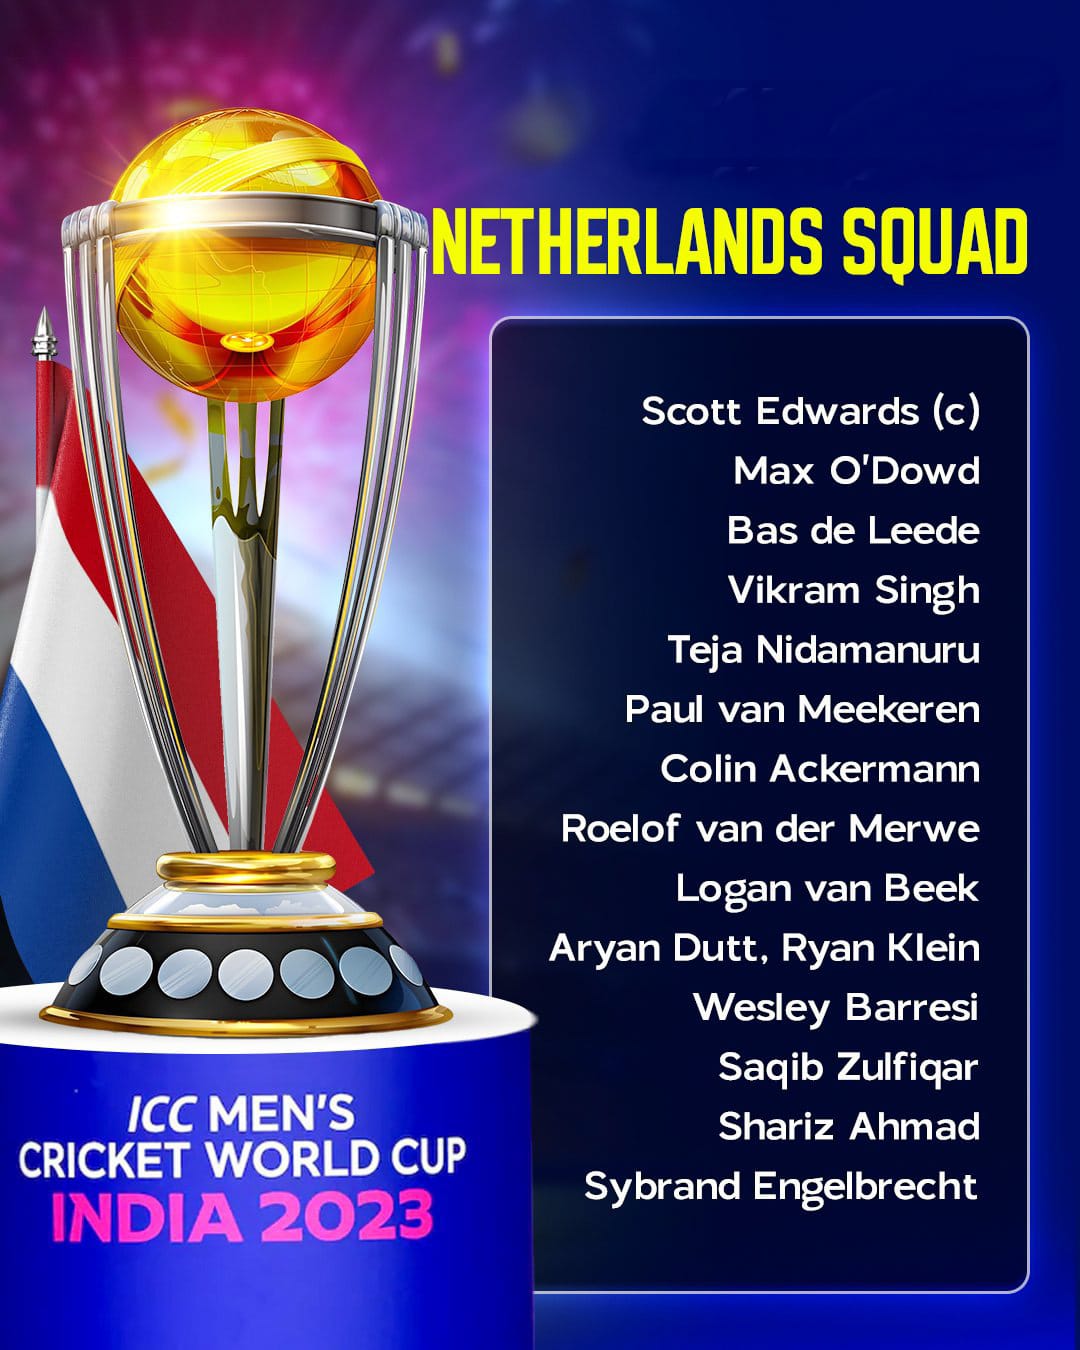 NETHERLANDS SQUAD
Scott Edwards (c)
Max O'Dowd
Bas de Leede
Vikram Singh
Teja Nidamanuru
Paul van Meekeren
Colin Ackermann
Roelof van der Merwe
Logan van Beek
Aryan Dutt, Ryan Klein
Wesley Barresi
Saqib Zulfiqar
Shariz Ahmad
Sybrand Engelbrecht
ICC MEN'S
CRICKET WORLD CUP
INDIA 2023